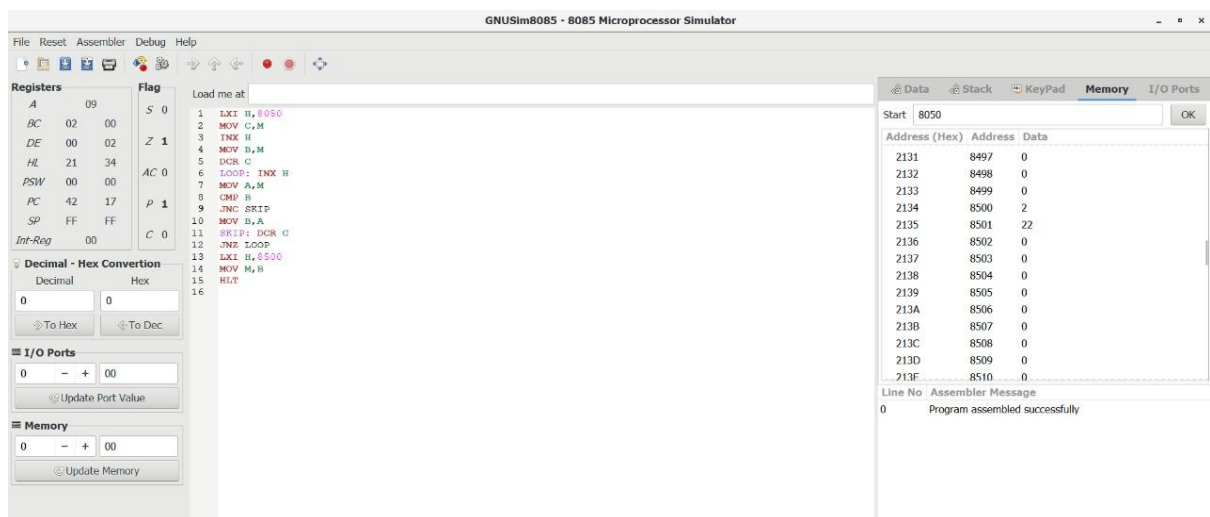 GNUSim8085 - 8085 Microprocessor Simulator
File Reset Assembler Debug Help
Registers
A 09
BC 02 00
DE 00 02
HL 21 34
PSW 00 00
PC 42 17
SP FF FF
Int-Reg 00
Flag
S 0
Z 1
AC 0
P 1
C 0
Decimal - Hex Convertion
Decimal Hex
0 0
To Hex To Dec
I/O Ports
0 - + 00
Update Port Value
Memory
0 - + 00
Update Memory
Load me at
1 LXI H,8050
2 MOV C,M
3 INX H
4 MOV B,M
5 DCR C
6 LOOP: INX H
7 MOV A,M
8 CMP B
9 JNC SKIP
10 MOV B,A
11 SKIP: DCR C
12 JNZ LOOP
13 LXI H,8500
14 MOV M,B
15 HLT
16
Data Stack KeyPad Memory I/O Ports
Start 8050 OK
Address (Hex) Address Data
2131 8497 0
2132 8498 0
2133 8499 0
2134 8500 2
2135 8501 22
2136 8502 0
2137 8503 0
2138 8504 0
2139 8505 0
213A 8506 0
213B 8507 0
213C 8508 0
213D 8509 0
213E 8510 0
Line No Assembler Message
0 Program assembled successfully